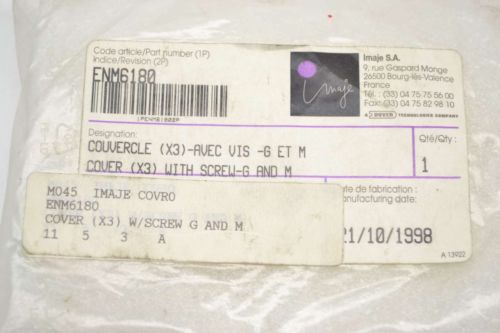 Code article/Part number (1P)
Indice/Revision (2P)
ENM6180
Imaje S.A.
9, rue Gaspard Monge
26500 Bourg-lès-Valence
France
Tél.: (33) 04 75 75 56 00
Fax: (33) 04 75 82 98 10
imaje
A DOVER TECHNOLOGIES COMPANY
Designation:
COUVERCLE (X3)-AVEC VIS -G ET M
COVER (X3) WITH SCREW-G AND M
Qté/Qty:
1
M045 IMAJE COVRO
ENM6180
COVER (X3) W/SCREW G AND M
11 5 3 A
ate de fabrication :
anufacturing date:
21/10/1998
A 13922